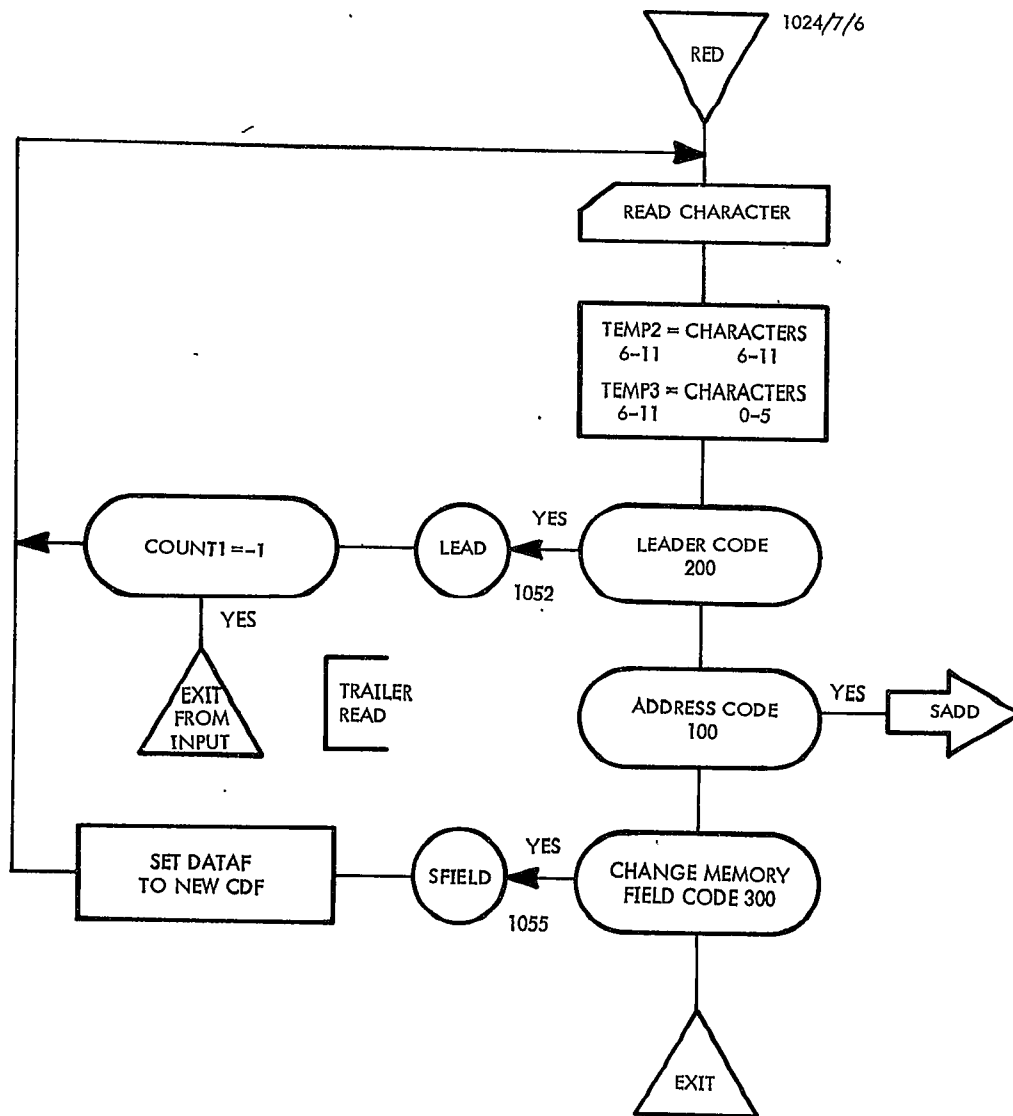 1024/7/6
RED
READ CHARACTER
TEMP2 = CHARACTERS
6-11 6-11
TEMP3 = CHARACTERS
6-11 0-5
YES
COUNT1 = -1
LEAD
LEADER CODE
200
1052
YES
EXIT
FROM
INPUT
TRAILER
READ
ADDRESS CODE
100
YES
SADD
SET DATAF
TO NEW CDF
SFIELD
YES
CHANGE MEMORY
FIELD CODE 300
1055
EXIT